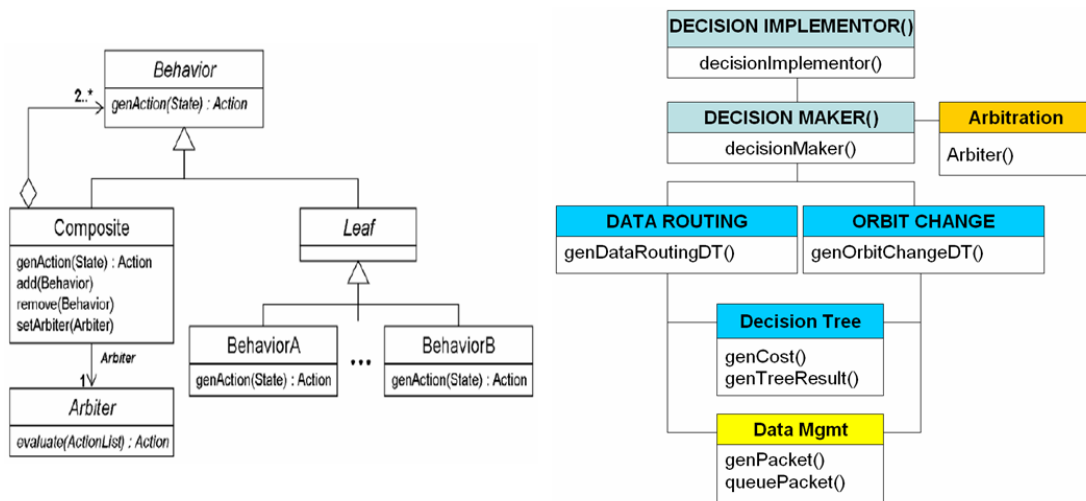 Behavior
genAction(State) : Action
2..*
Composite
genAction(State) : Action
add(Behavior)
remove(Behavior)
setArbiter(Arbiter)
Leaf
BehaviorA
genAction(State) : Action
...
BehaviorB
genAction(State) : Action
Arbiter
1
Arbiter
evaluate(ActionList) : Action
DECISION IMPLEMENTOR()
decisionImplementor()
DECISION MAKER()
decisionMaker()
Arbitration
Arbiter()
DATA ROUTING
genDataRoutingDT()
ORBIT CHANGE
genOrbitChangeDT()
Decision Tree
genCost()
genTreeResult()
Data Mgmt
genPacket()
queuePacket()